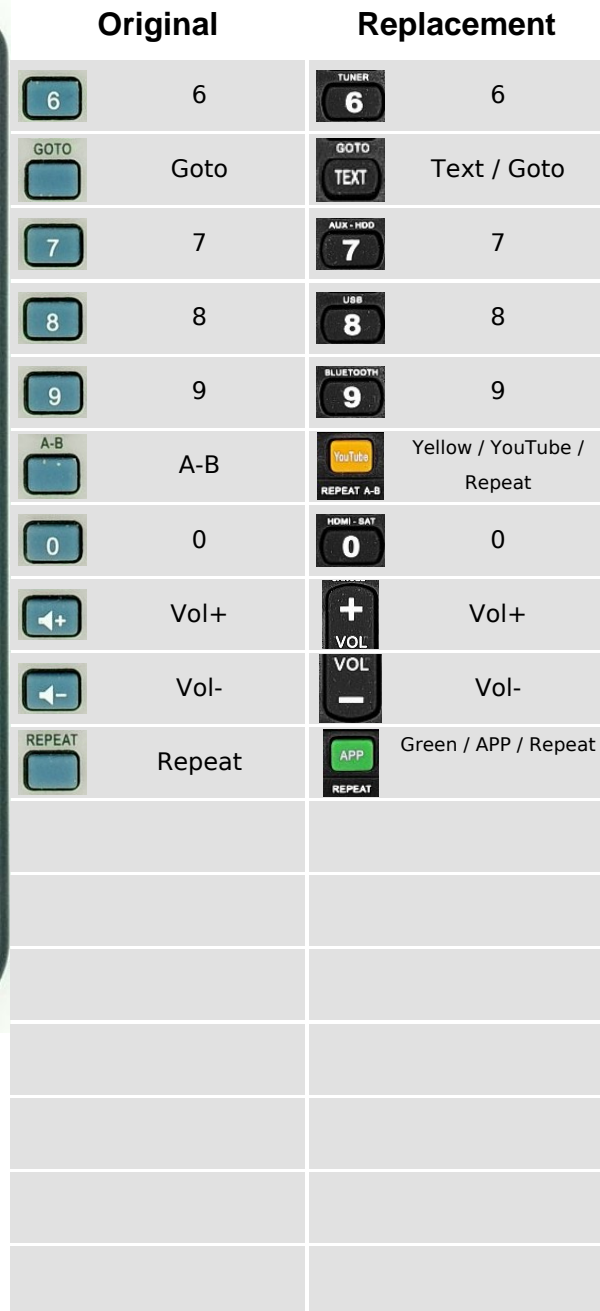 Original Replacement
6 6 TUNER 6 6
GOTO Goto GOTO TEXT Text / Goto
7 7 AUX - HDD 7 7
8 8 USB 8 8
9 9 BLUETOOTH 9 9
A-B A-B YouTube REPEAT A-B Yellow / YouTube /
Repeat
0 0 HDMI - SAT 0 0
+ Vol+ + VOL Vol+
- Vol- VOL - Vol-
REPEAT Repeat APP REPEAT Green / APP / Repeat